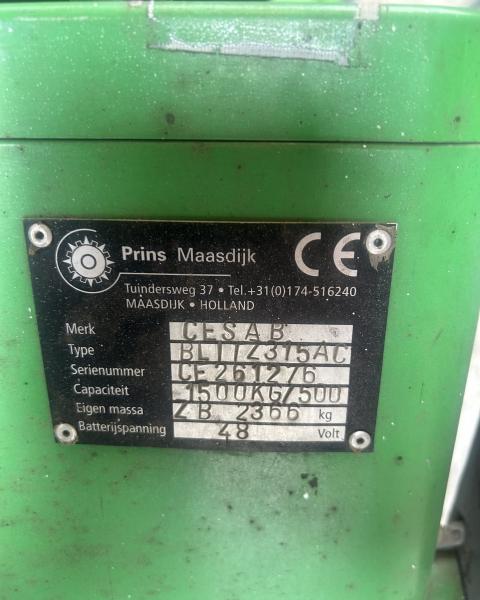 Prins Maasdijk CE
Tuindersweg 37 • Tel.+31(0)174-516240
MAASDIJK • HOLLAND
Merk CESAB
Type BLITZ315AC
Serienummer CE261276
Capaciteit 1500KG/500
Eigen massa ZB 2366 kg
Batterijspanning 48 Volt